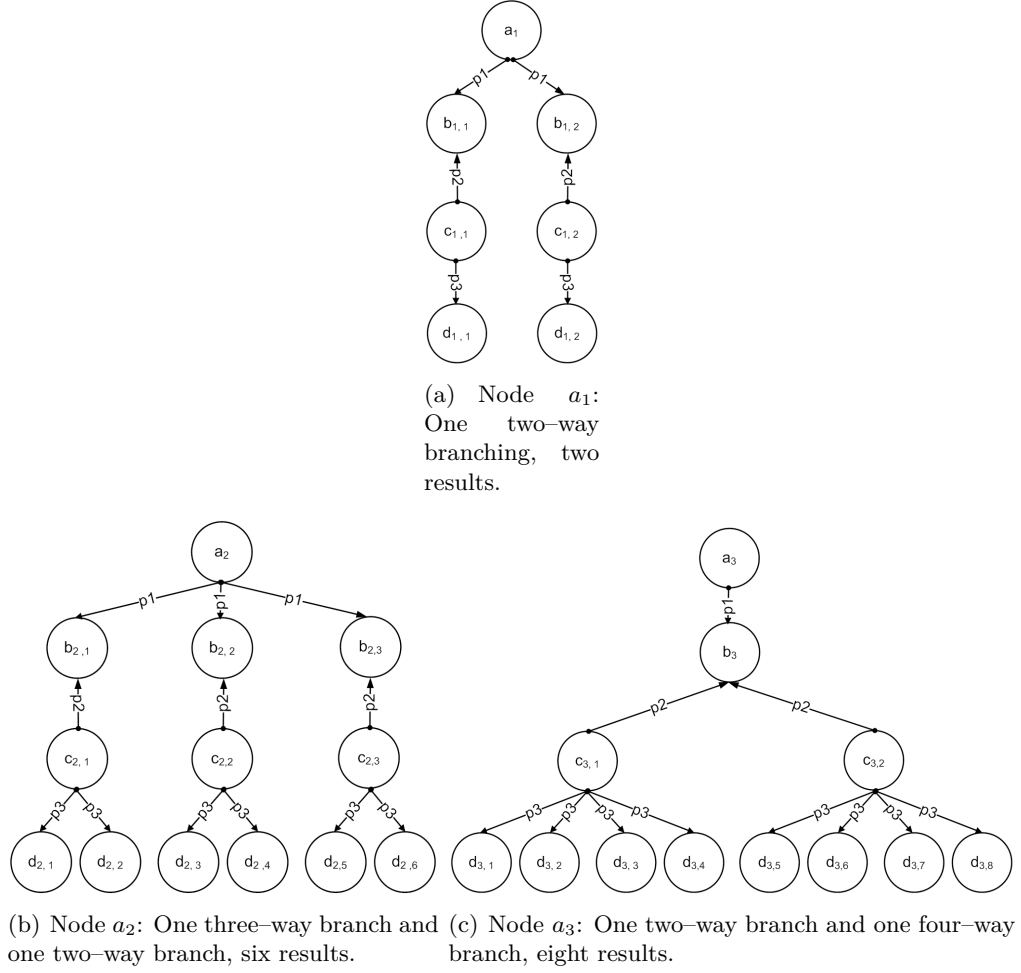 a1
p1 p1
b1, 1 b1, 2
p2 p2
c1 ,1 c1, 2
p3 p3
d1 , 1 d1, 2
(a) Node a1:
One two–way
branching, two
results.
a2
p1 p1 p1
b2 ,1 b2, 2 b2,3
p2 p2 p2
c2, 1 c2,2 c2,3
p3 p3 p3 p3 p3 p3
d2, 1 d2, 2 d2, 3 d2 ,4 d2,5 d2 ,6
(b) Node a2: One three–way branch and
one two–way branch, six results.
a3
p1
b3
p2 p2
c3, 1 c3,2
p3 p3 p3 p3 p3 p3 p3 p3
d3, 1 d3, 2 d3, 3 d3,4 d3,5 d3,6 d3,7 d3,8
(c) Node a3: One two–way branch and one four–way
branch, eight results.